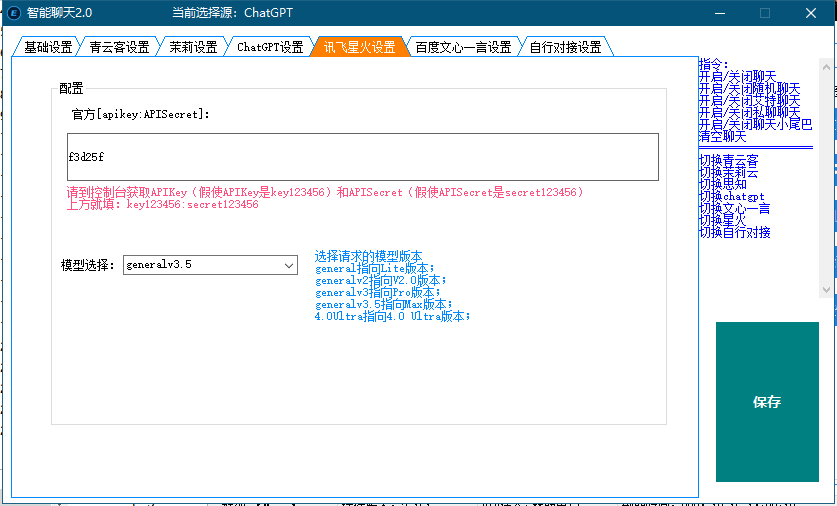 智能聊天2.0
当前选择源：ChatGPT
基础设置
青云客设置
茉莉设置
ChatGPT设置
讯飞星火设置
百度文心一言设置
自行对接设置
配置
官方[apikey:APISecret]:
f3d25f
请到控制台获取APIKey（假使APIKey是key123456）和APISecret（假使APISecret是secret123456）
上方就填: key123456:secret123456
模型选择:
generalv3.5
选择请求的模型版本
general指向Lite版本;
generalv2指向V2.0版本;
generalv3指向Pro版本;
generalv3.5指向Max版本;
4.0Ultra指向4.0 Ultra版本;
指令:
开启/关闭聊天
开启/关闭随机聊天
开启/关闭艾特聊天
开启/关闭私聊聊天
开启/关闭聊天小尾巴
清空聊天
切换青云客
切换茉莉云
切换思知
切换chatgpt
切换文心一言
切换星火
切换自行对接
保存